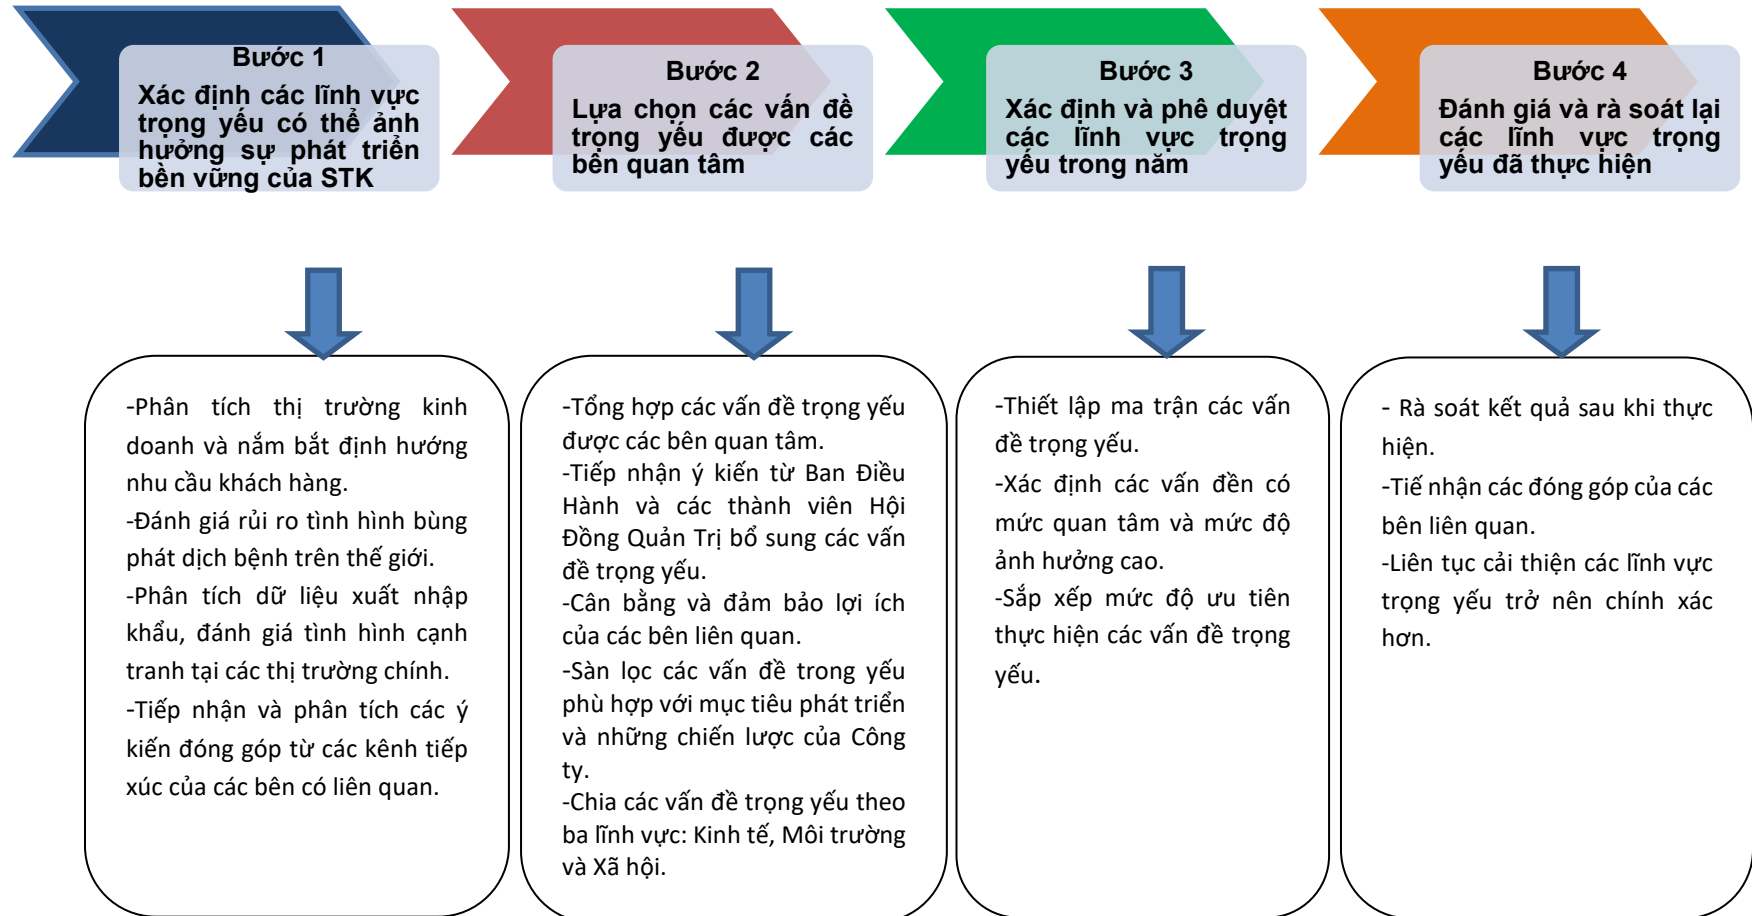 Bước 1
Xác định các lĩnh vực
trọng yếu có thể ảnh
hưởng sự phát triển
bền vững của STK
Bước 2
Lựa chọn các vấn đề
trọng yếu được các
bên quan tâm
Bước 3
Xác định và phê duyệt
các lĩnh vực trọng
yếu trong năm
Bước 4
Đánh giá và rà soát lại
các lĩnh vực trọng
yếu đã thực hiện
-Phân tích thị trường kinh
doanh và nắm bắt định hướng
nhu cầu khách hàng.
-Đánh giá rủi ro tình hình bùng
phát dịch bệnh trên thế giới.
-Phân tích dữ liệu xuất nhập
khẩu, đánh giá tình hình cạnh
tranh tại các thị trường chính.
-Tiếp nhận và phân tích các ý
kiến đóng góp từ các kênh tiếp
xúc của các bên có liên quan.
-Tổng hợp các vấn đề trọng yếu
được các bên quan tâm.
-Tiếp nhận ý kiến từ Ban Điều
Hành và các thành viên Hội
Đồng Quản Trị bổ sung các vấn
đề trọng yếu.
-Cân bằng và đảm bảo lợi ích
của các bên liên quan.
-Sàn lọc các vấn đề trong yếu
phù hợp với mục tiêu phát triển
và những chiến lược của Công
ty.
-Chia các vấn đề trọng yếu theo
ba lĩnh vực: Kinh tế, Môi trường
và Xã hội.
-Thiết lập ma trận các vấn
đề trọng yếu.
-Xác định các vấn đền có
mức quan tâm và mức độ
ảnh hưởng cao.
-Sắp xếp mức độ ưu tiên
thực hiện các vấn đề trọng
yếu.
- Rà soát kết quả sau khi thực
hiện.
-Tiế nhận các đóng góp của các
bên liên quan.
-Liên tục cải thiện các lĩnh vực
trọng yếu trở nên chính xác
hơn.